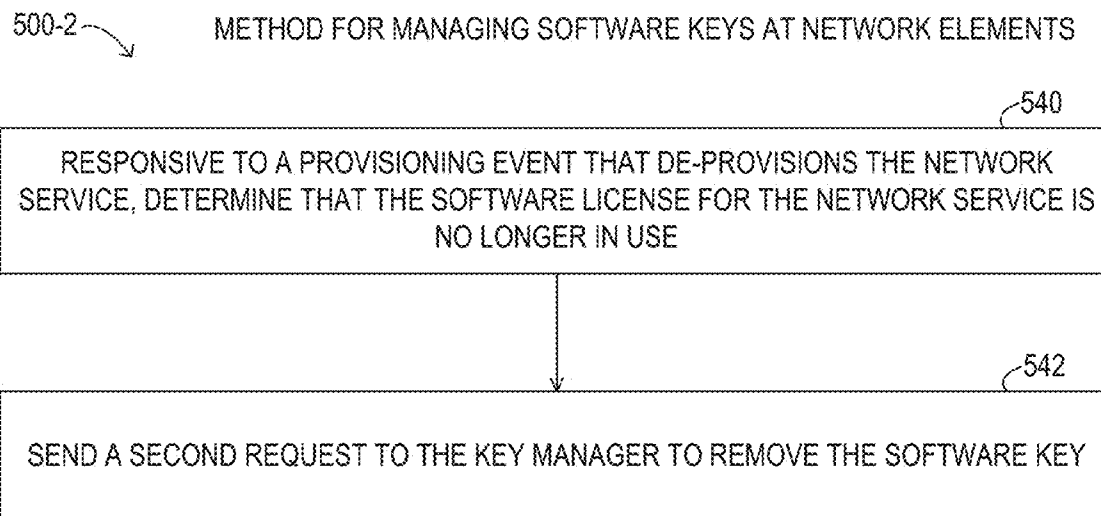 500-2
METHOD FOR MANAGING SOFTWARE KEYS AT NETWORK ELEMENTS
540
RESPONSIVE TO A PROVISIONING EVENT THAT DE-PROVISIONS THE NETWORK
SERVICE, DETERMINE THAT THE SOFTWARE LICENSE FOR THE NETWORK SERVICE IS
NO LONGER IN USE
542
SEND A SECOND REQUEST TO THE KEY MANAGER TO REMOVE THE SOFTWARE KEY